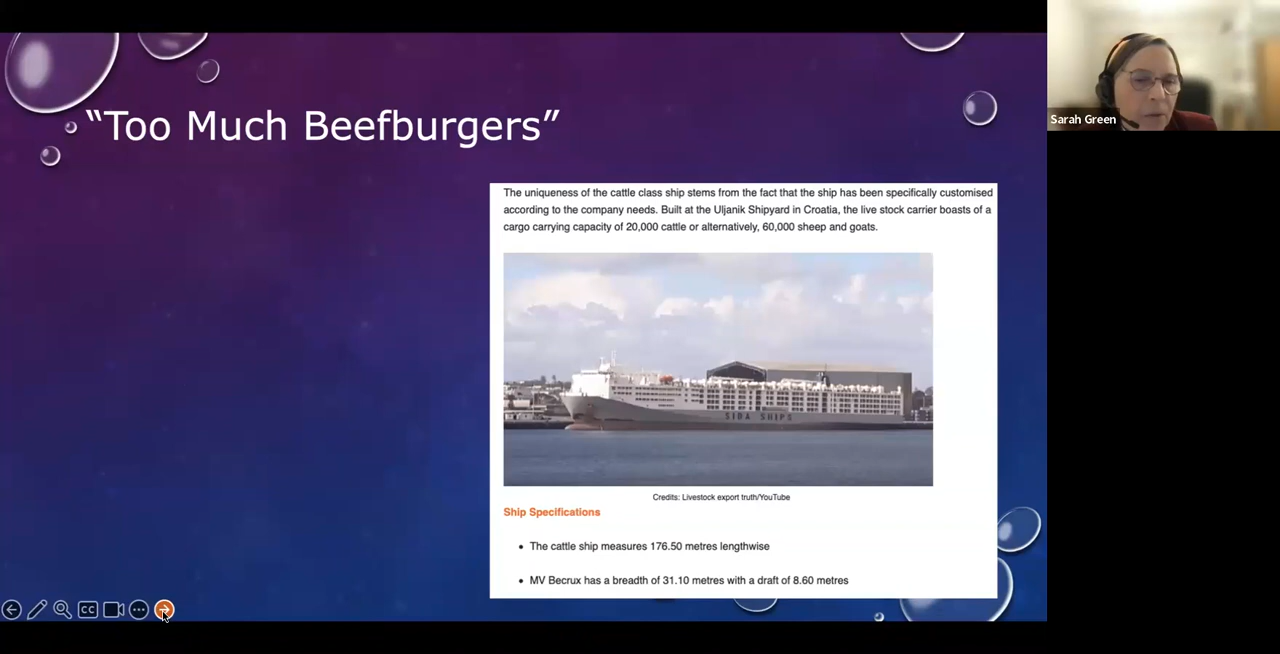 “Too Much Beefburgers”
Sarah Green
The uniqueness of the cattle class ship stems from the fact that the ship has been specifically customised
according to the company needs. Built at the Uljanik Shipyard in Croatia, the live stock carrier boasts of a
cargo carrying capacity of 20,000 cattle or alternatively, 60,000 sheep and goats.
SIBA SHIPS
Credits: Livestock export truth/YouTube
Ship Specifications
• The cattle ship measures 176.50 metres lengthwise
• MV Becrux has a breadth of 31.10 metres with a draft of 8.60 metres
CC